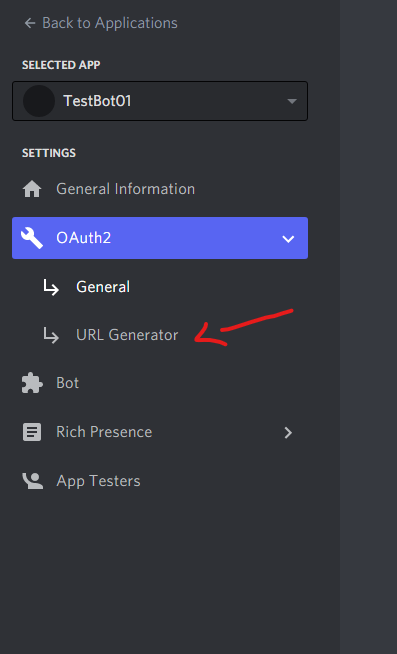 Back to Applications
SELECTED APP
TestBot01
SETTINGS
General Information
OAuth2
General
URL Generator
Bot
Rich Presence
App Testers